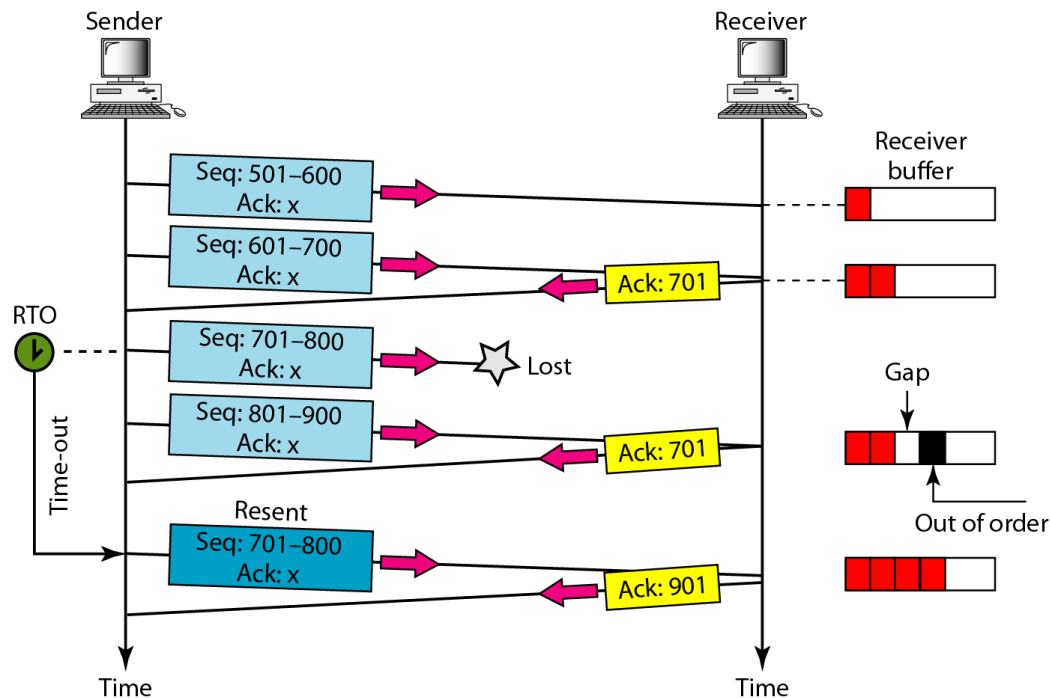 Sender
Receiver
Receiver
buffer
Seq: 501–600
Ack: x
Seq: 601–700
Ack: x
Ack: 701
RTO
Seq: 701–800
Ack: x
Lost
Gap
Seq: 801–900
Ack: x
Ack: 701
Time-out
Out of order
Resent
Seq: 701–800
Ack: x
Ack: 901
Time
Time